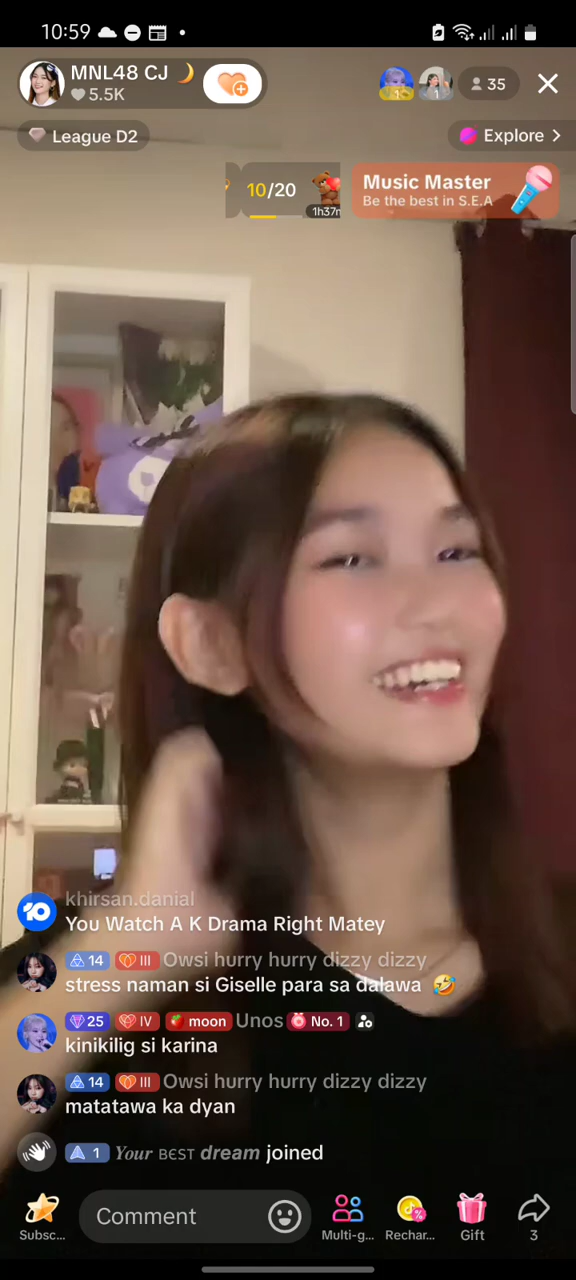 10:59
MNL48 CJ 🌙
5.5K
35
League D2
Explore
10/20
1h37
Music Master
Be the best in S.E.A
khirsan.danial
You Watch A K Drama Right Matey
14 III Owsi hurry hurry dizzy dizzy
stress naman si Giselle para sa dalawa 🤣
25 IV moon Unos No. 1
kinikilig si karina
14 III Owsi hurry hurry dizzy dizzy
matatawa ka dyan
1 Your BEST dream joined
Comment
Subsc... Multi-g... Rechar... Gift 3